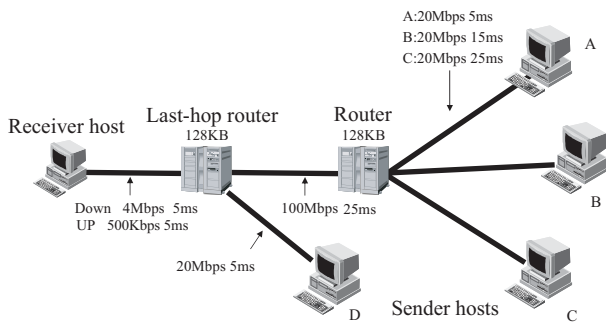 A:20Mbps 5ms
B:20Mbps 15ms
C:20Mbps 25ms
A
Last-hop router
128KB
Router
128KB
Receiver host
B
Down 4Mbps 5ms
UP 500Kbps 5ms
100Mbps 25ms
20Mbps 5ms
D
Sender hosts
C